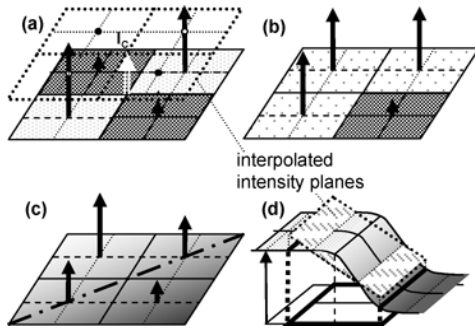 (a)
I_C
(b)
interpolated
intensity planes
(c)
(d)